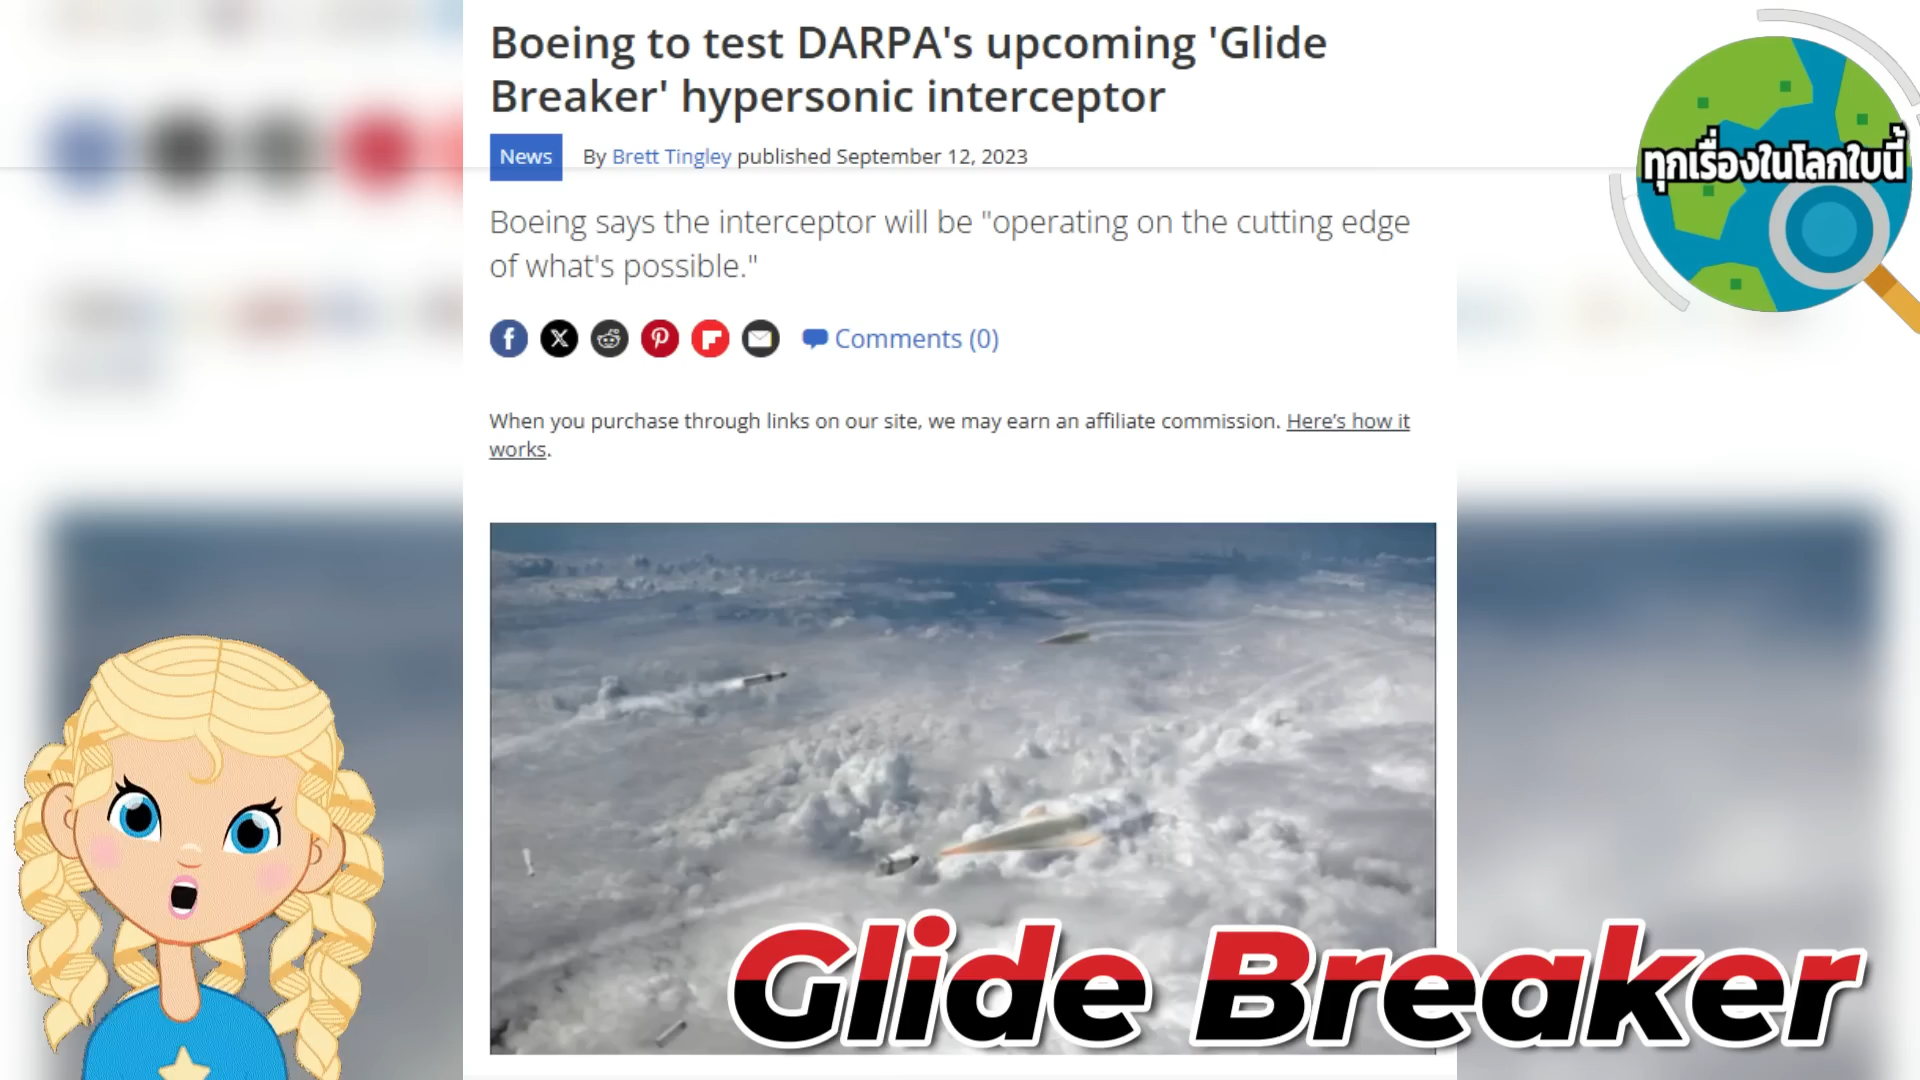 Boeing to test DARPA's upcoming 'Glide
Breaker' hypersonic interceptor
News
By Brett Tingley published September 12, 2023
Boeing says the interceptor will be "operating on the cutting edge
of what's possible."
Comments (0)
When you purchase through links on our site, we may earn an affiliate commission. Here's how it
works.
ทุกเรื่องในโลกใบนี้
Glide Breaker